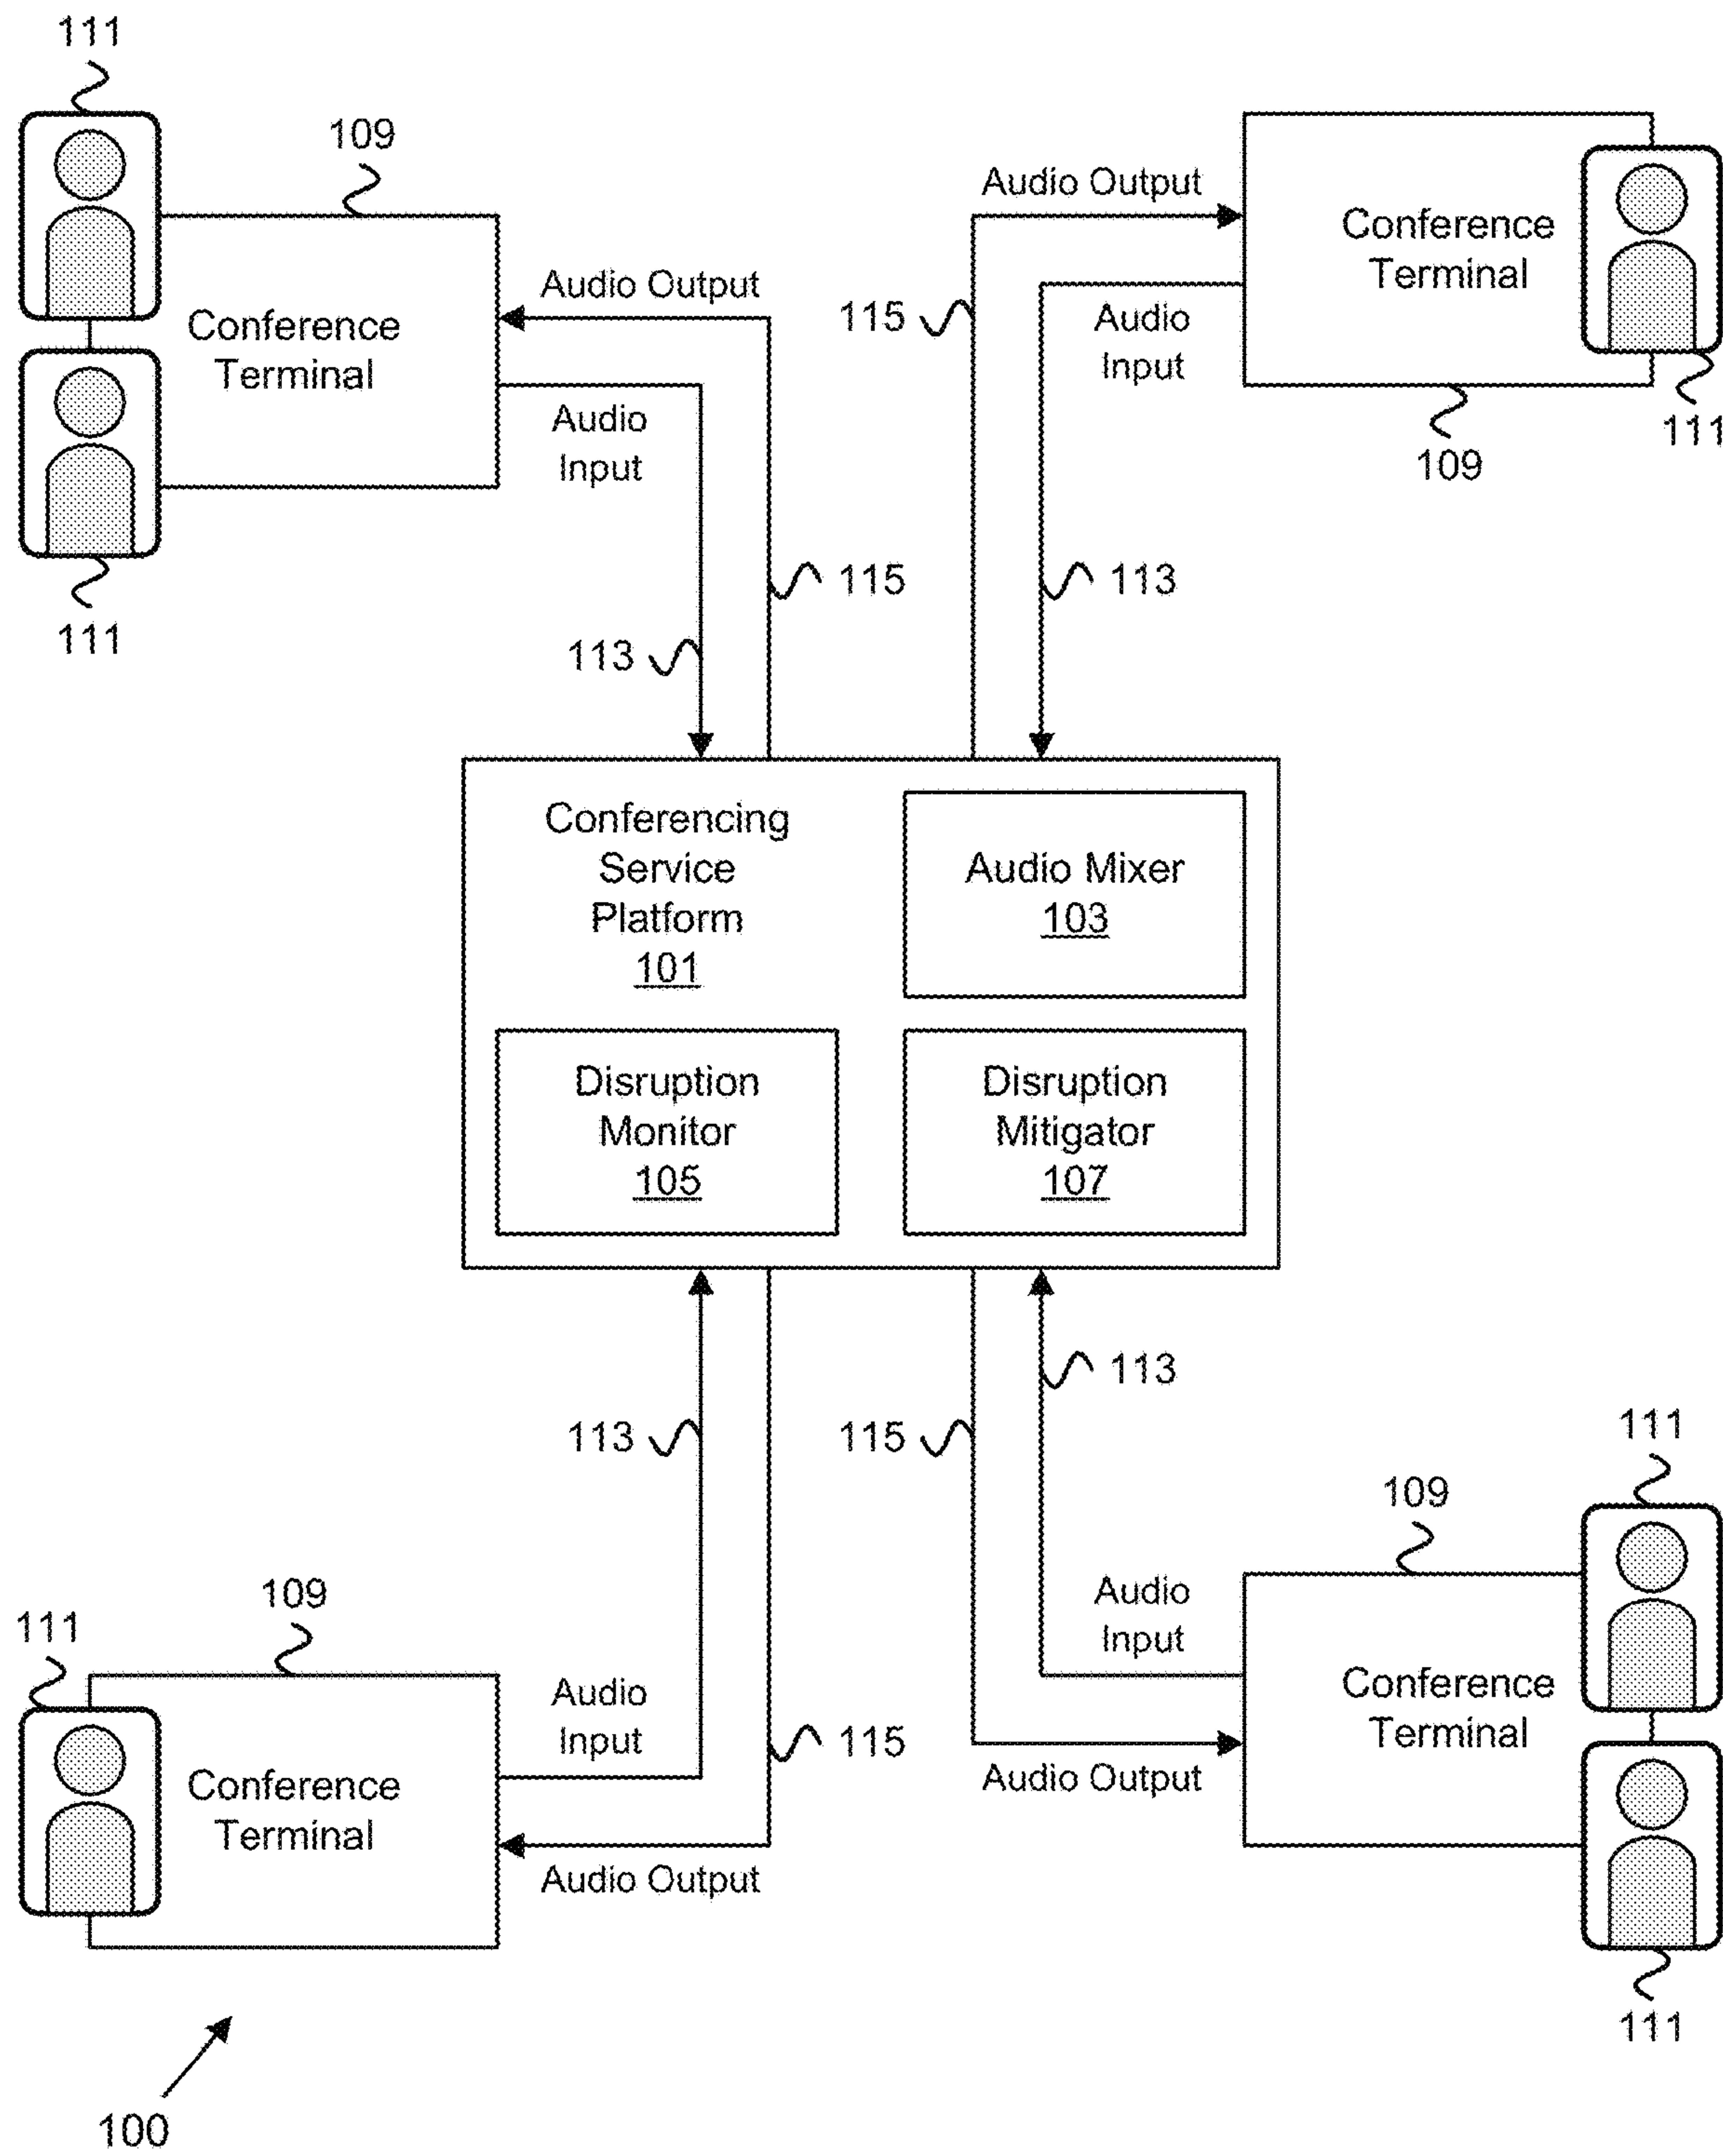 111
109
Audio Output
Conference
Terminal
Audio Output
115
Audio
Input
Conference
Terminal
Audio
Input
111
109
115
113
111
113
Conferencing
Service
Platform
101
Audio Mixer
103
Disruption
Monitor
105
Disruption
Mitigator
107
113
113
115
111
109
109
111
Audio
Input
Audio
Input
Conference
Terminal
115
Audio Output
Conference
Terminal
Audio Output
111
100